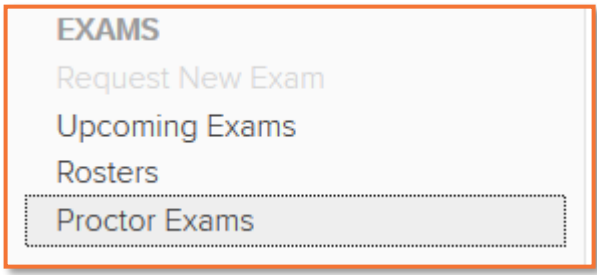 EXAMS
Request New Exam
Upcoming Exams
Rosters
Proctor Exams